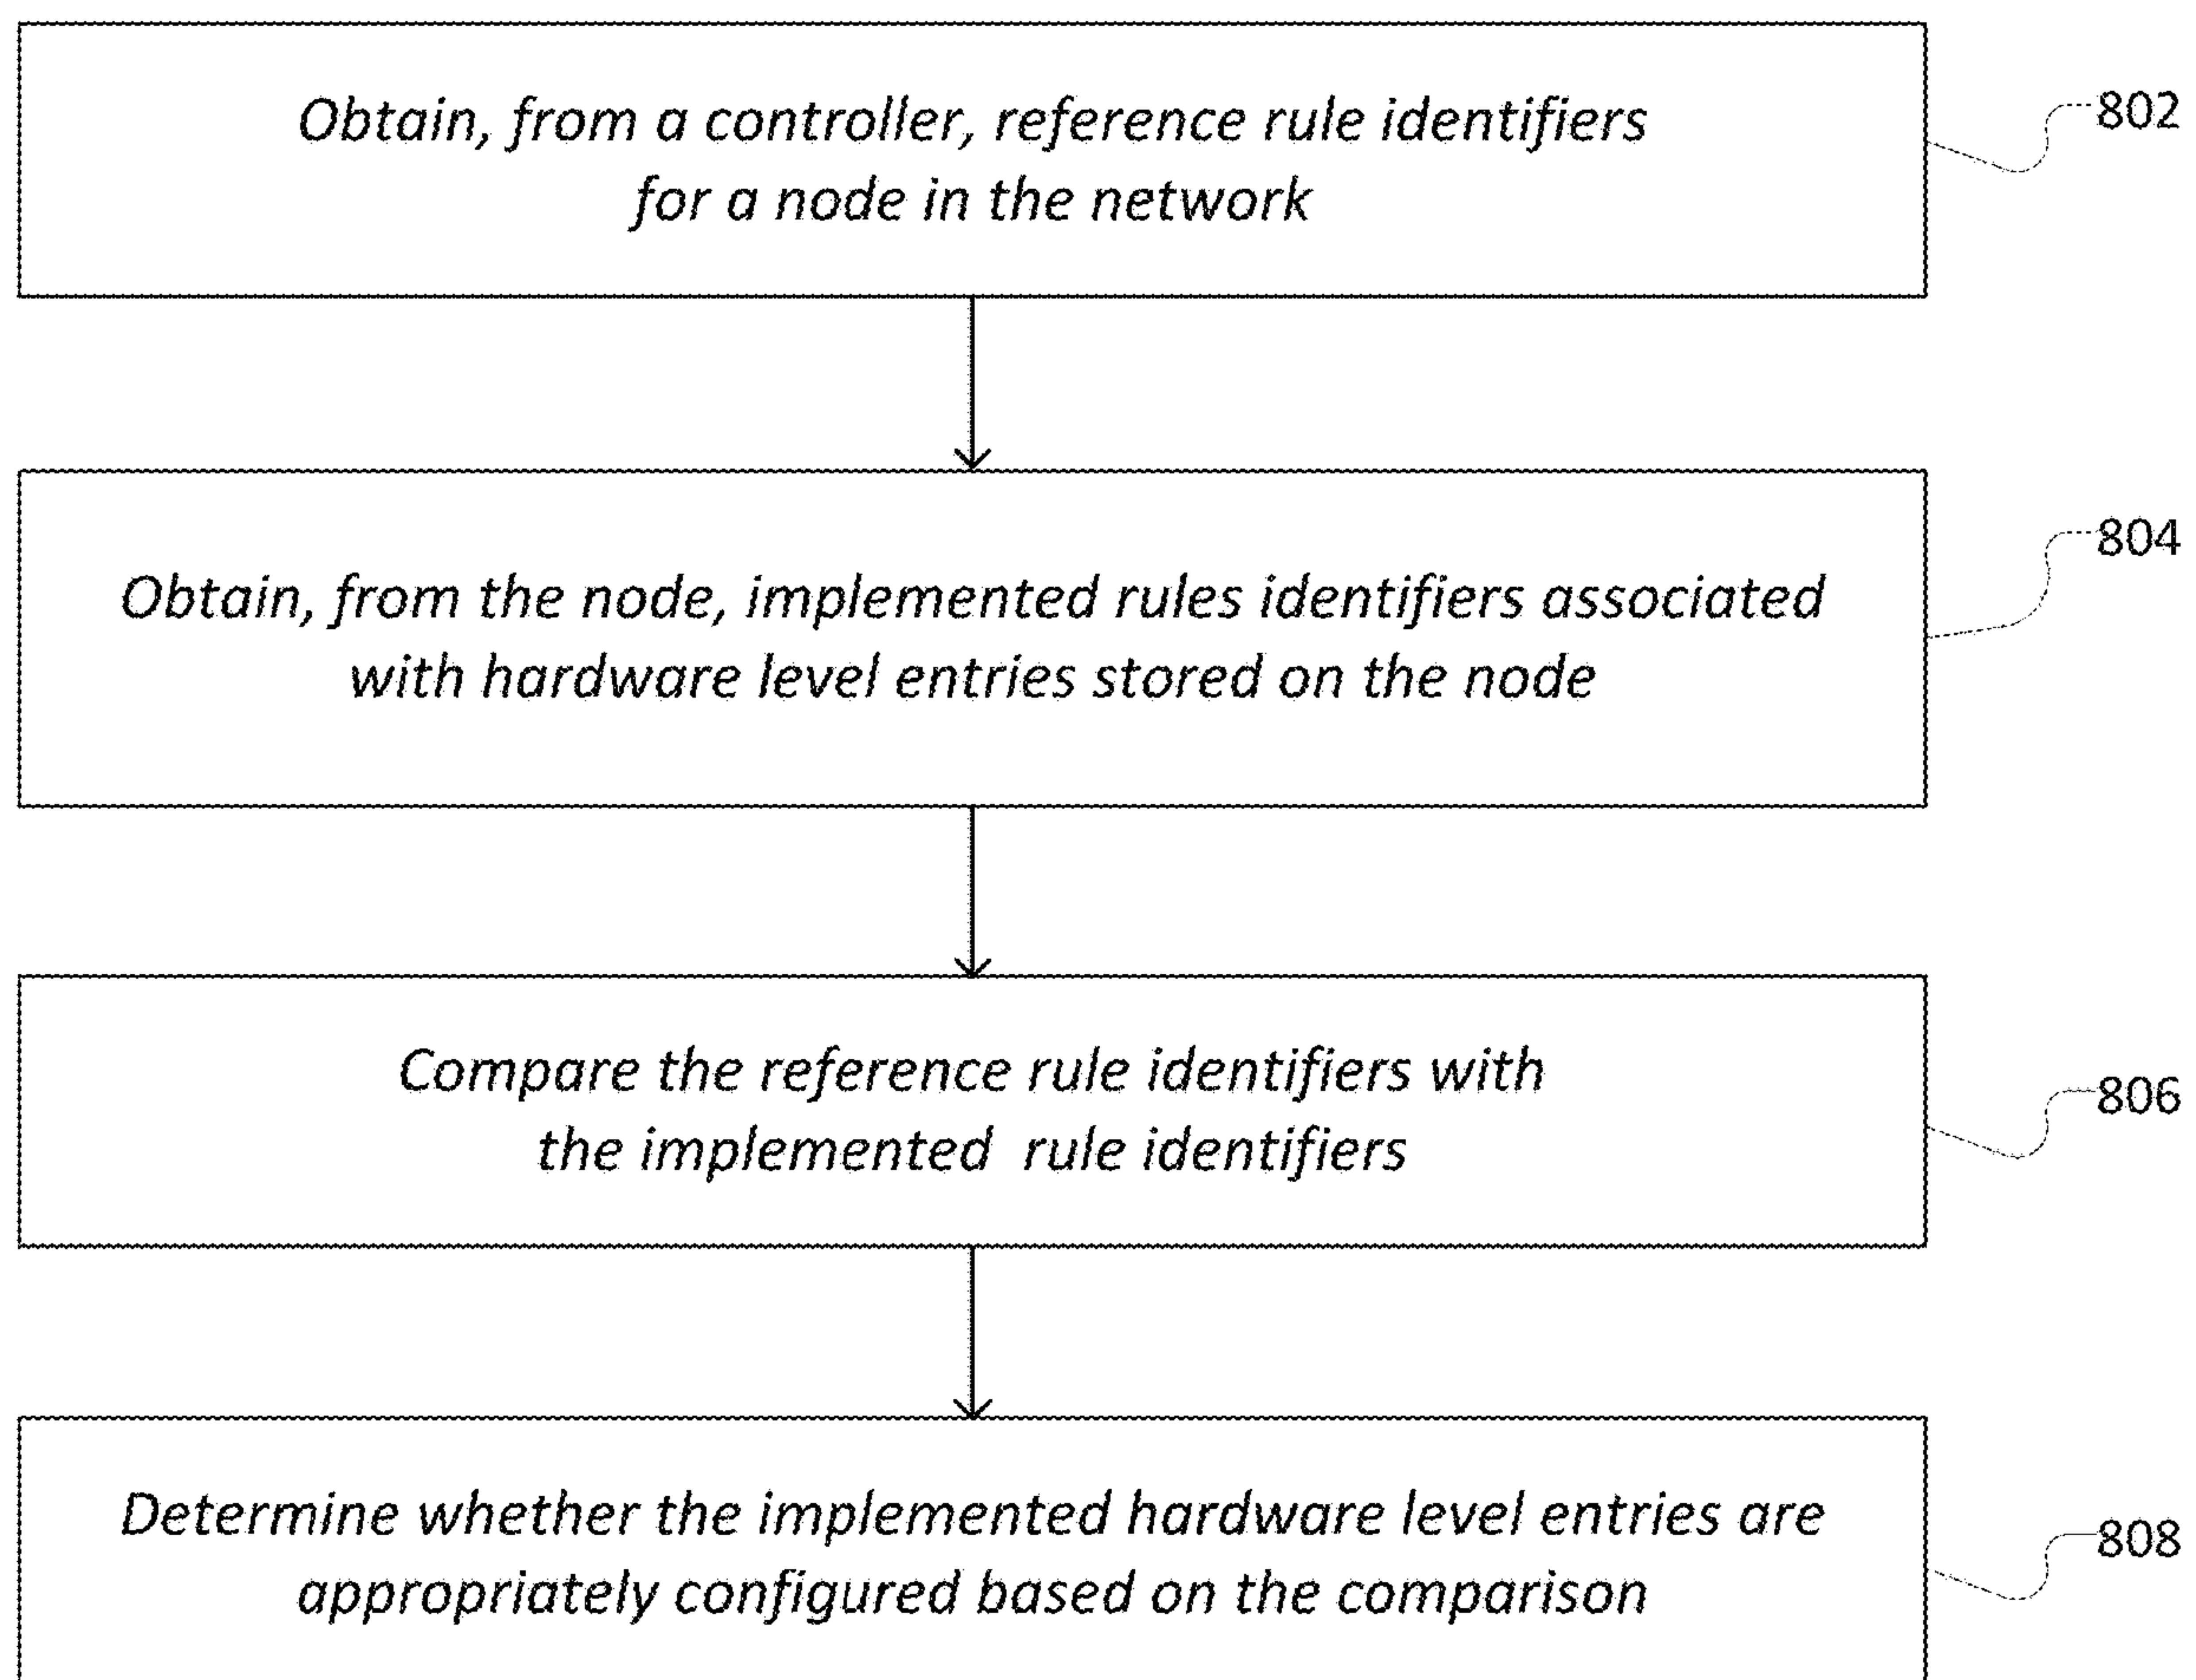 Obtain, from a controller, reference rule identifiers
for a node in the network
802
Obtain, from the node, implemented rules identifiers associated
with hardware level entries stored on the node
804
Compare the reference rule identifiers with
the implemented  rule identifiers
806
Determine whether the implemented hardware level entries are
appropriately configured based on the comparison
808